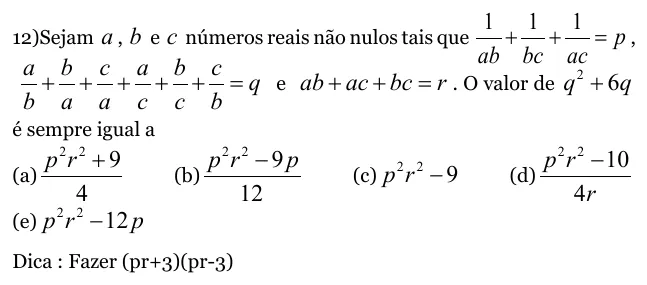 12)Sejam a , b e c números reais não nulos tais que 1/ab + 1/bc + 1/ac = p ,
a/b + b/a + c/a + a/c + b/c + c/b = q e ab + ac + bc = r . O valor de q² + 6q
é sempre igual a
(a) (p²r² + 9)/4 (b) (p²r² − 9p)/12 (c) p²r² − 9 (d) (p²r² − 10)/4r
(e) p²r² − 12p
Dica : Fazer (pr+3)(pr-3)